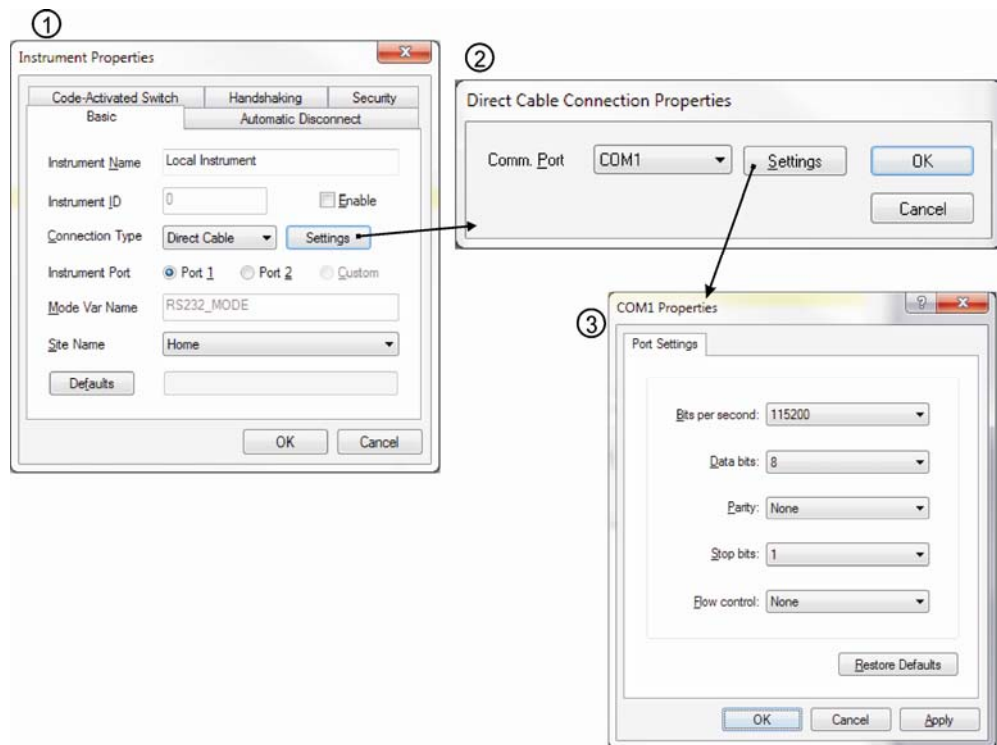 1
Instrument Properties
Code-Activated Switch Handshaking Security
Basic Automatic Disconnect
Instrument Name Local Instrument
Instrument ID 0 Enable
Connection Type Direct Cable Settings
Instrument Port Port 1 Port 2 Custom
Mode Var Name RS232_MODE
Site Name Home
Defaults
OK Cancel
2
Direct Cable Connection Properties
Comm. Port COM1 Settings OK
Cancel
3
COM1 Properties
Port Settings
Bits per second: 115200
Data bits: 8
Parity: None
Stop bits: 1
Flow control: None
Restore Defaults
OK Cancel Apply